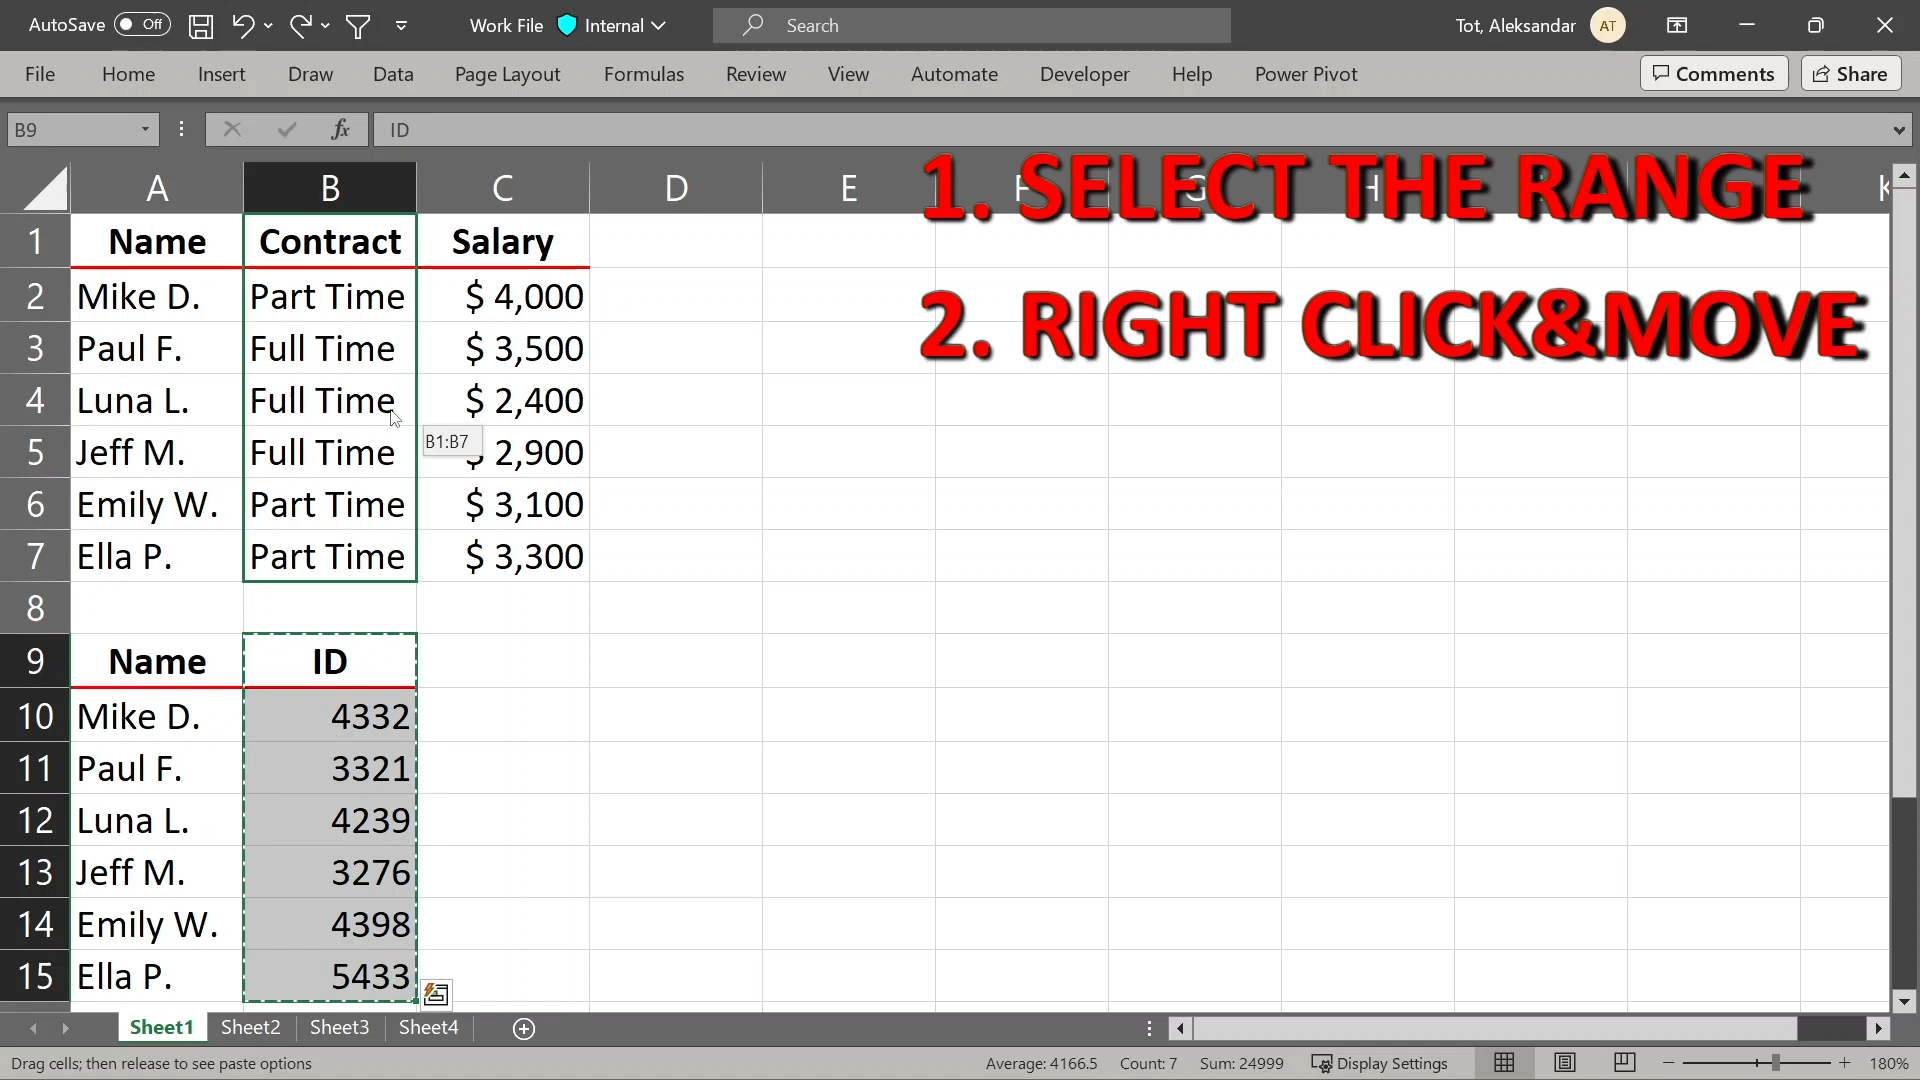 AutoSave Off Work File Internal Search Tot, Aleksandar AT
File Home Insert Draw Data Page Layout Formulas Review View Automate Developer Help Power Pivot Comments Share
B9 fx ID
A B C D E F G H K
1. SELECT THE RANGE
1 Name Contract Salary
2 Mike D. Part Time $ 4,000
2. RIGHT CLICK&MOVE
3 Paul F. Full Time $ 3,500
4 Luna L. Full Time $ 2,400
B1:B7
5 Jeff M. Full Time $ 2,900
6 Emily W. Part Time $ 3,100
7 Ella P. Part Time $ 3,300
8
9 Name ID
10 Mike D. 4332
11 Paul F. 3321
12 Luna L. 4239
13 Jeff M. 3276
14 Emily W. 4398
15 Ella P. 5433
Sheet1 Sheet2 Sheet3 Sheet4
Drag cells; then release to see paste options Average: 4166.5 Count: 7 Sum: 24999 Display Settings 180%